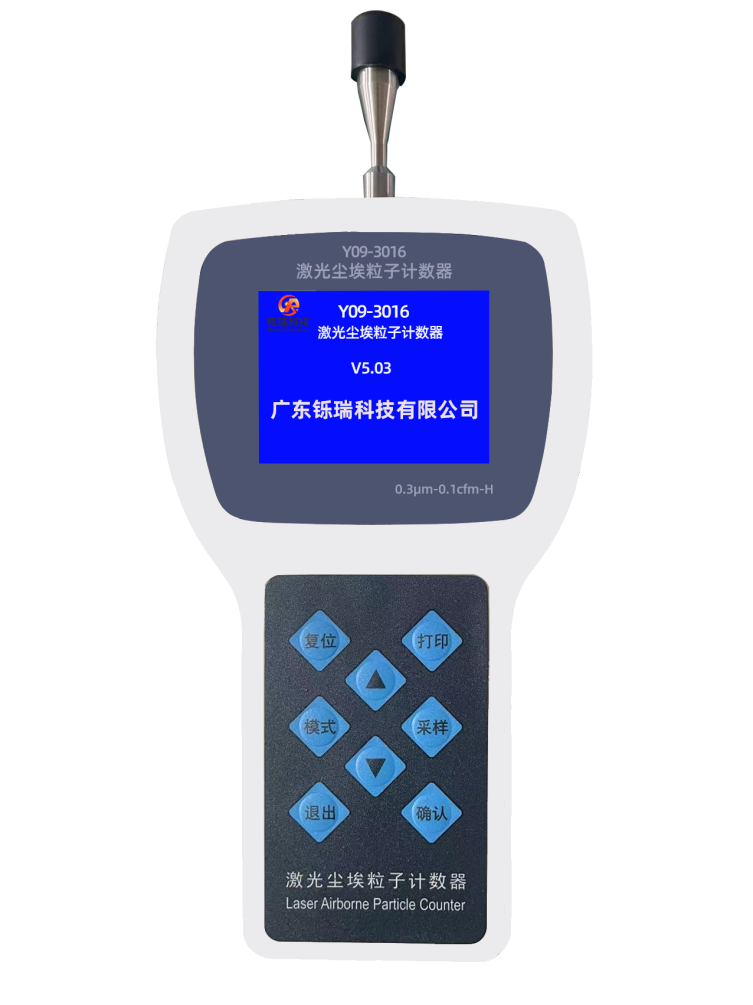 Y09-3016
激光尘埃粒子计数器
Y09-3016
激光尘埃粒子计数器
V5.03
广东铄瑞科技有限公司
0.3μm-0.1cfm-H
复位
打印
▲
模式
采样
▼
退出
确认
激光尘埃粒子计数器
Laser Airborne Particle Counter